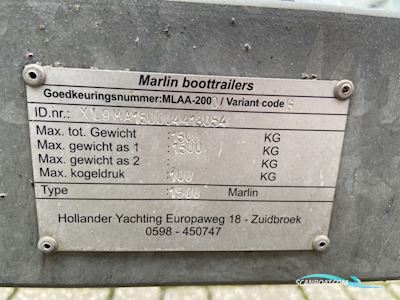 Marlin boottrailers
Goedkeuringsnummer:MLAA-200 / Variant code
ID.nr.:
Max. tot. Gewicht 1500 KG
Max. gewicht as 1 1500 KG
Max. gewicht as 2 KG
Max. kogeldruk 100 KG
Type 1500 Marlin
Hollander Yachting Europaweg 18 - Zuidbroek
0598 - 450747
SCANBOAT.COM